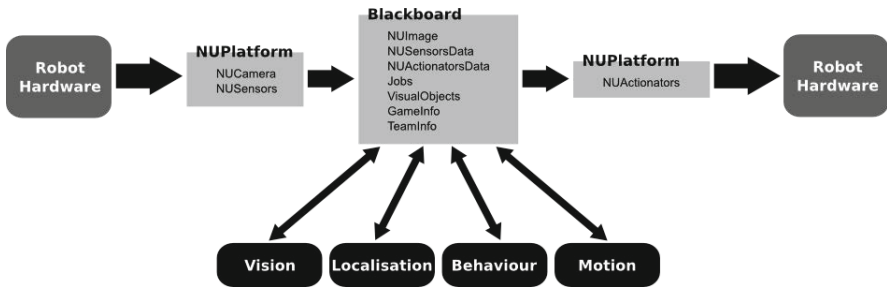 Robot
Hardware
NUPlatform
NUCamera
NUSensors
Blackboard
NUImage
NUSensorsData
NUActionatorsData
Jobs
VisualObjects
GameInfo
TeamInfo
NUPlatform
NUActionators
Robot
Hardware
Vision
Localisation
Behaviour
Motion